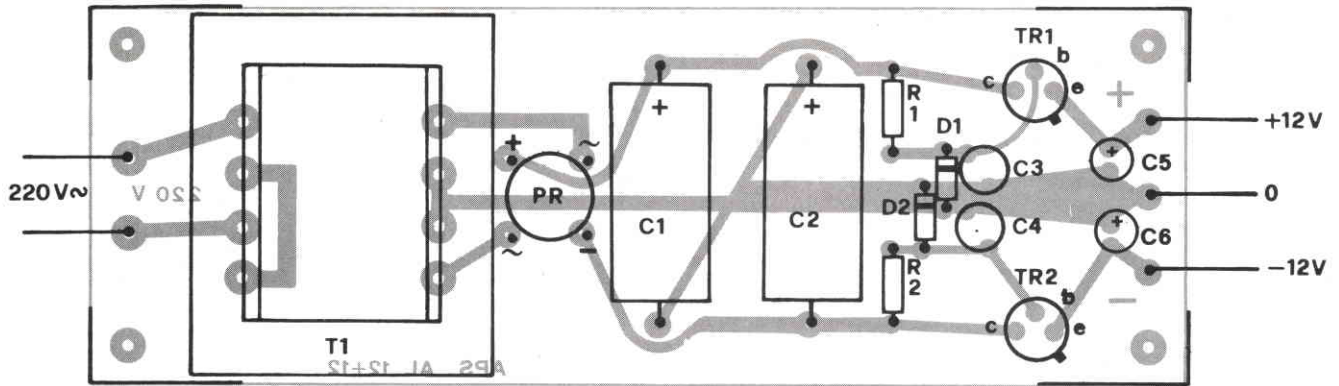 TR1
b
c
e
+
+
+
R
1
D1
+12V
+
~
+
C3
C5
220 V~
220 V
PR
0
C1
C2
D2
+
C4
C6
~
−
R
2
−12V
TR2
b
−
c
e
T1
APS AL 12+12